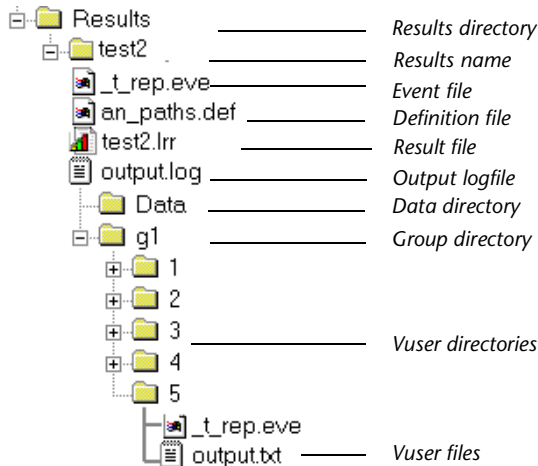 Results Results directory
test2 Results name
_t_rep.eve Event file
an_paths.def Definition file
test2.lrr Result file
output.log Output logfile
Data Data directory
g1 Group directory
1
2
3 Vuser directories
4
5
_t_rep.eve
output.txt Vuser files